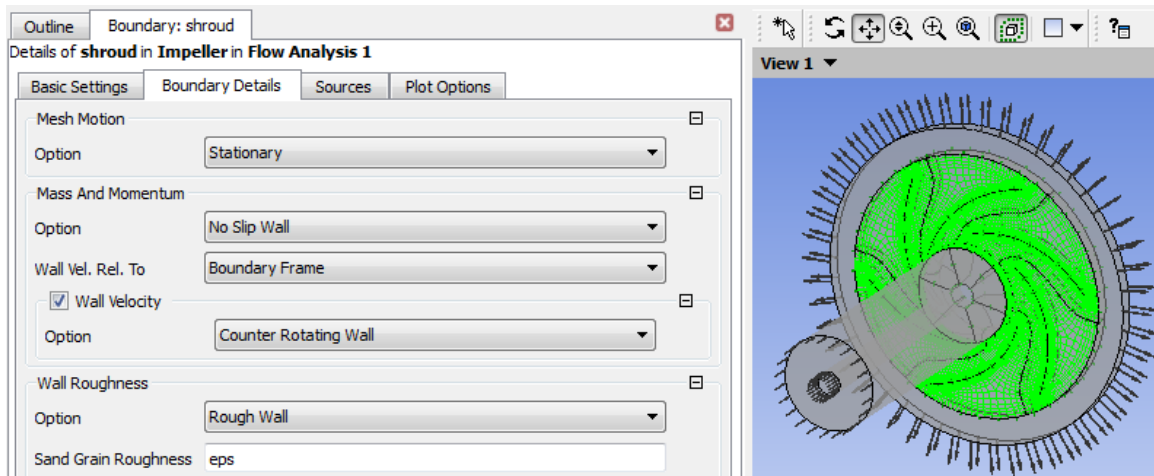 Outline Boundary: shroud
Details of shroud in Impeller in Flow Analysis 1
Basic Settings Boundary Details Sources Plot Options
Mesh Motion
Option Stationary
Mass And Momentum
Option No Slip Wall
Wall Vel. Rel. To Boundary Frame
Wall Velocity
Option Counter Rotating Wall
Wall Roughness
Option Rough Wall
Sand Grain Roughness eps
View 1